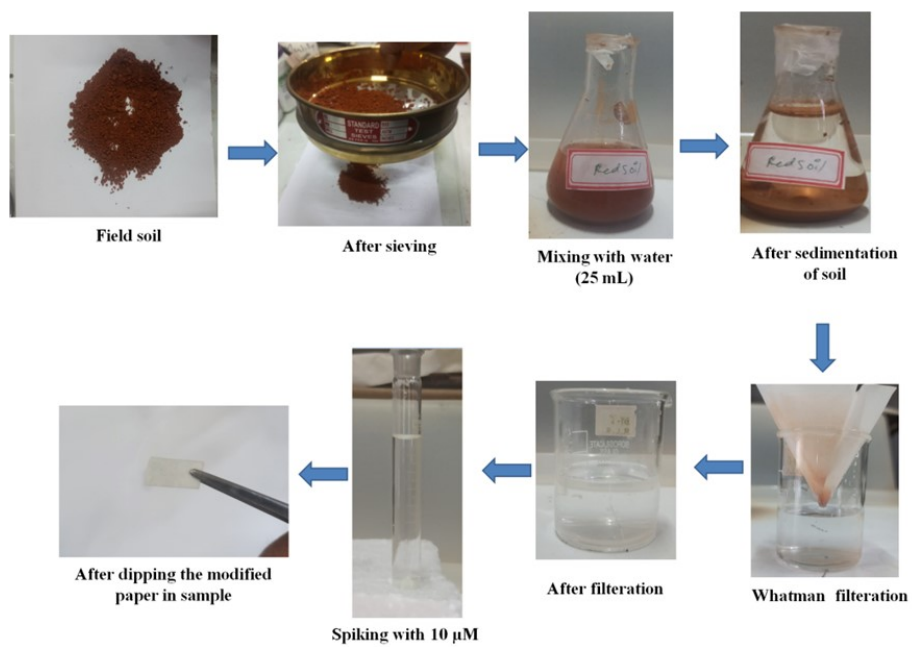 STANDARD
TEST
SIEVES
Red Soil
Red Soil
Field soil
After sieving
Mixing with water
(25 mL)
After sedimentation
of soil
After dipping the modified
paper in sample
Spiking with 10 µM
After filteration
Whatman filteration